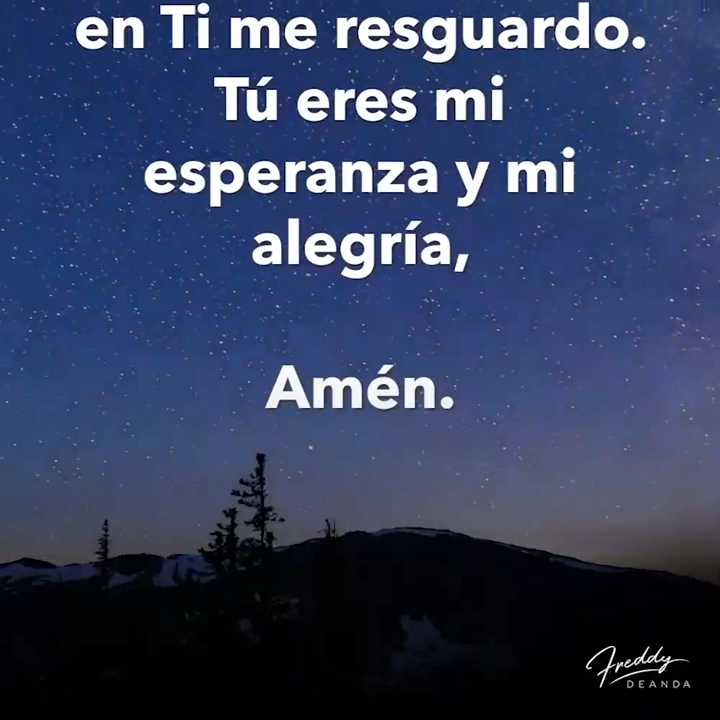 en Ti me resguardo.
Tú eres mi
esperanza y mi
alegría,
Amén.
Freddy
DEANDA